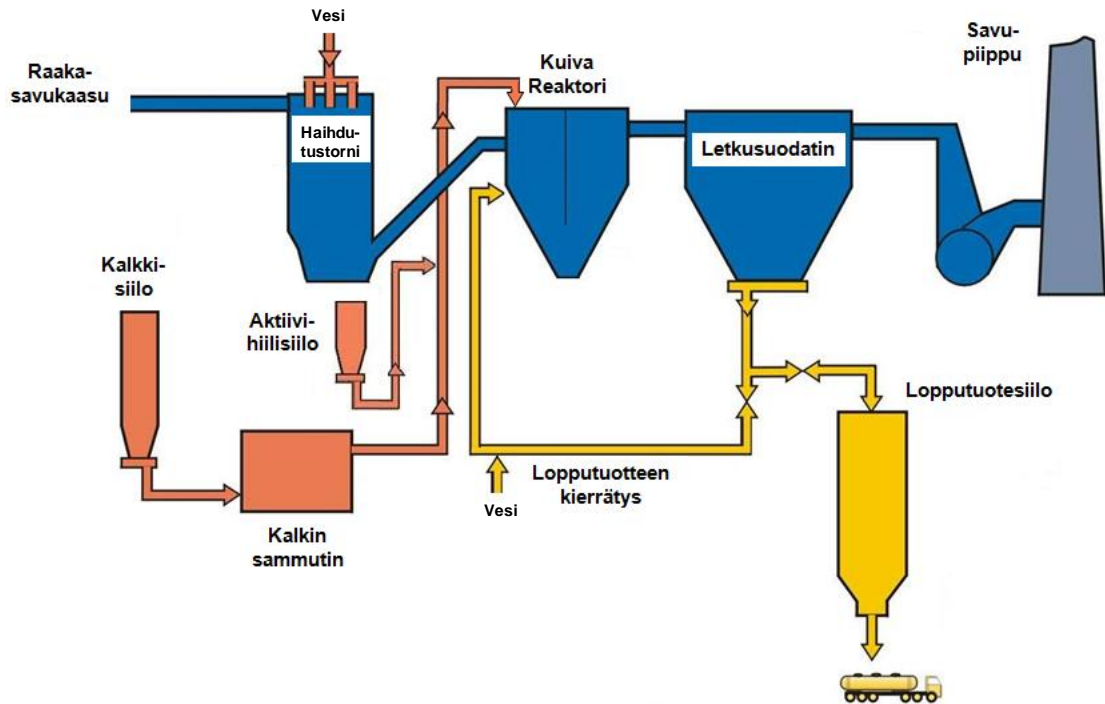 Vesi
Raaka-
savukaasu
Haihdu-
tustorni
Kuiva
Reaktori
Letkusuodatin
Savu-
piippu
Kalkki-
siilo
Aktiivi-
hiilisiilo
Lopputuotesiilo
Lopputuotteen
kierrätys
Vesi
Kalkin
sammutin